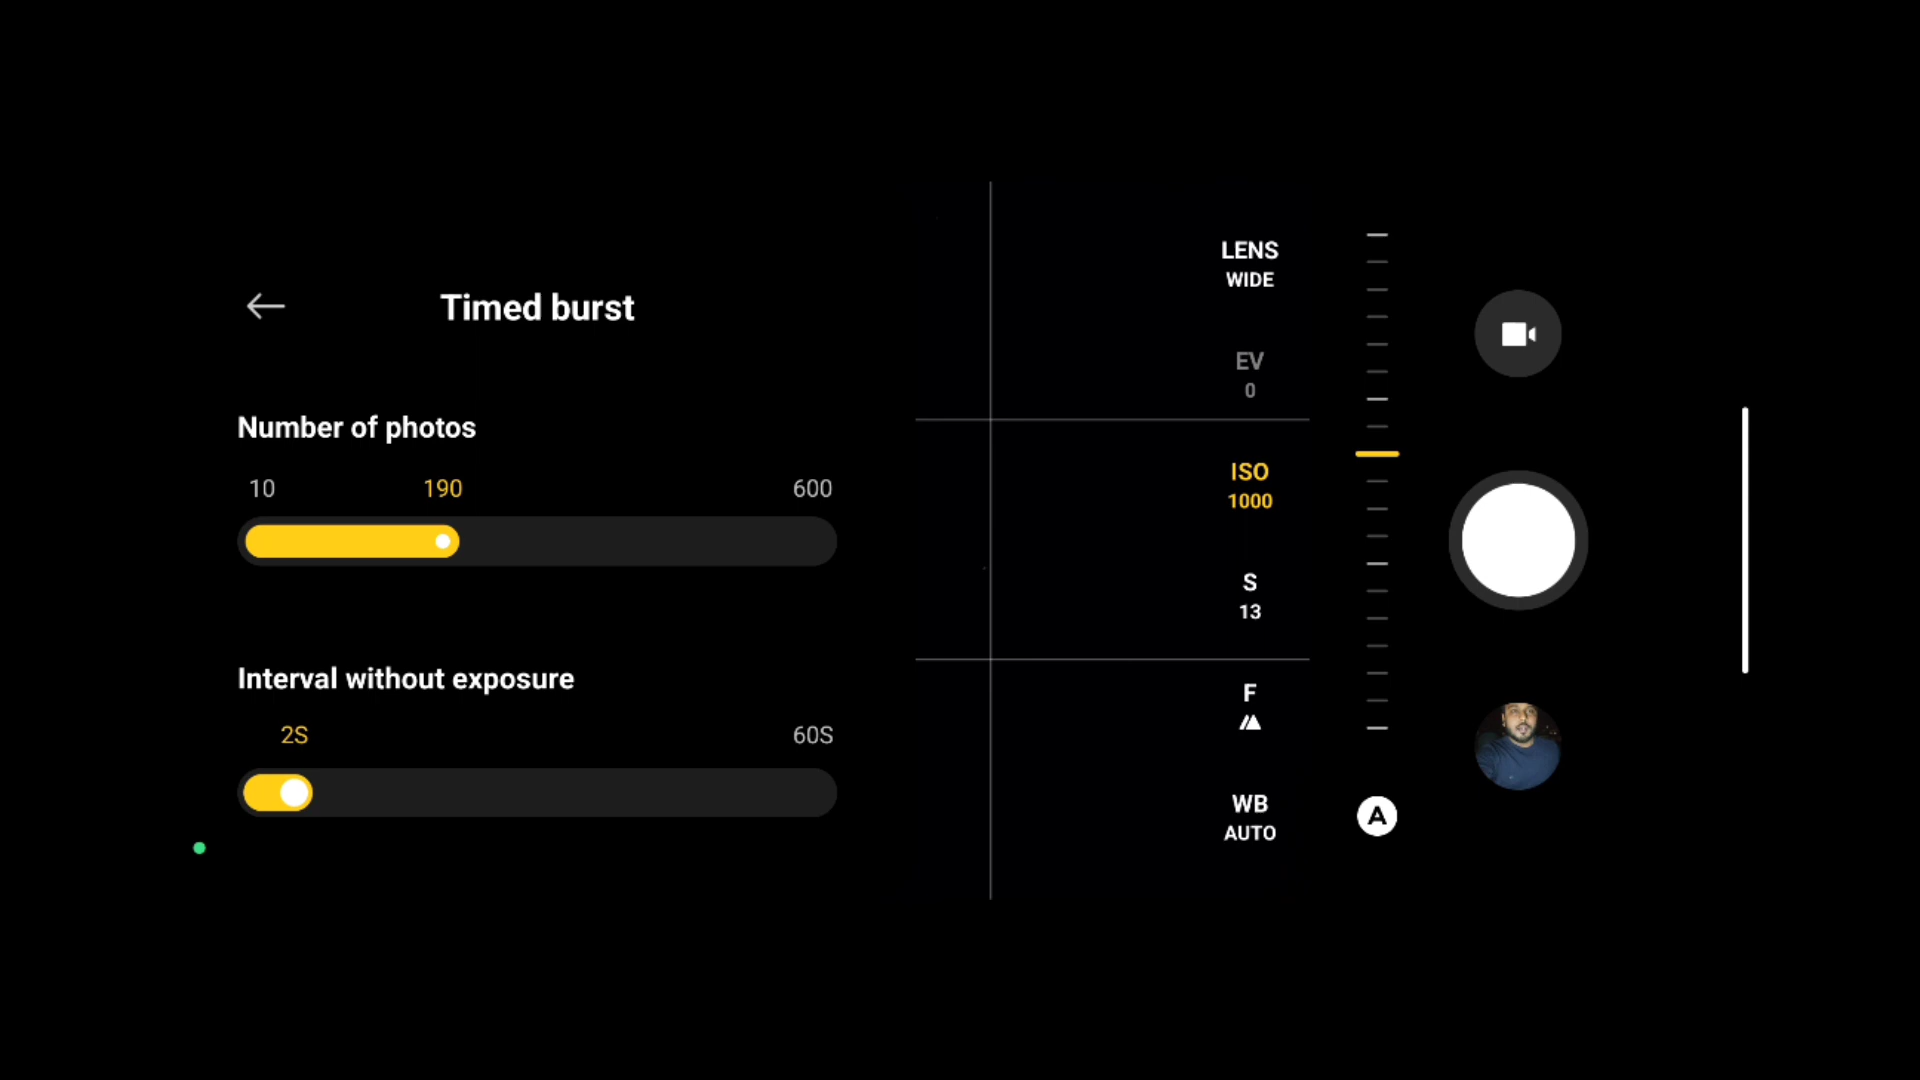 Timed burst
Number of photos
10 190 600
Interval without exposure
2S 60S
LENS
WIDE
EV
0
ISO
1000
S
13
F
WB
AUTO
A